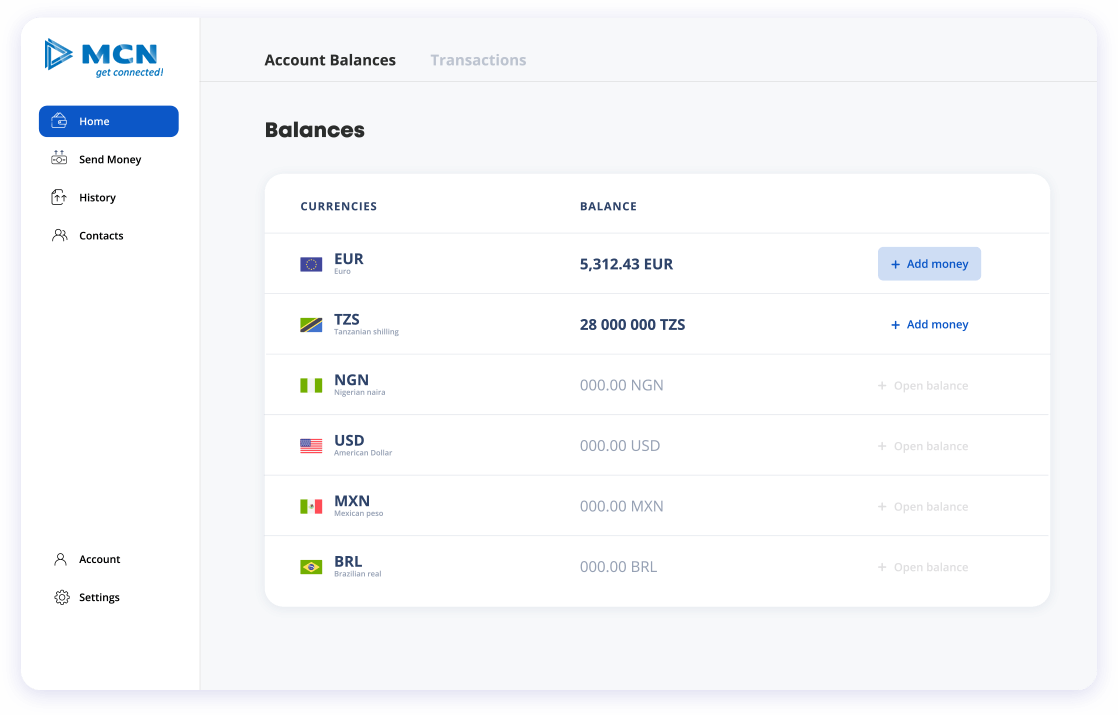 MCN
get connected!
Home
Send Money
History
Contacts
Account
Settings
Account Balances
Transactions
Balances
CURRENCIES
BALANCE
EUR
Euro
5,312.43 EUR
+ Add money
TZS
Tanzanian shilling
28 000 000 TZS
+ Add money
NGN
Nigerian naira
000.00 NGN
+ Open balance
USD
American Dollar
000.00 USD
+ Open balance
MXN
Mexican peso
000.00 MXN
+ Open balance
BRL
Brazilian real
000.00 BRL
+ Open balance